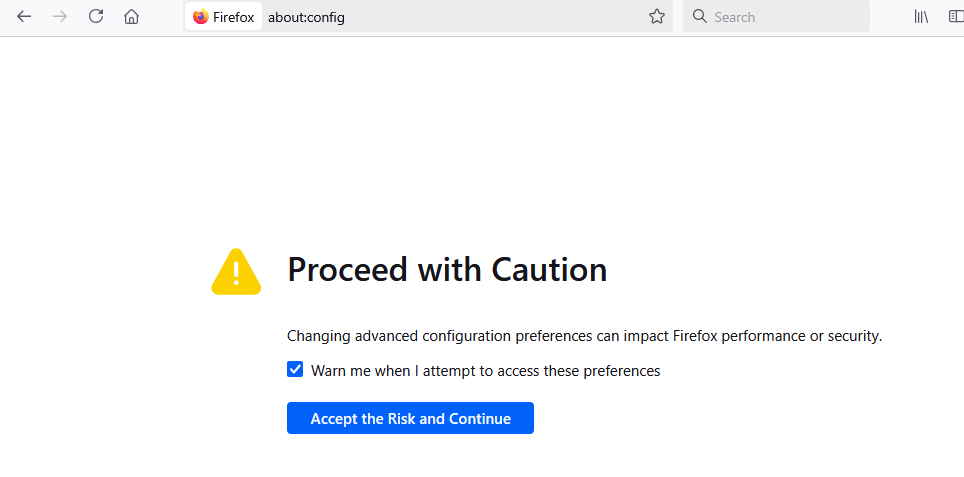 Firefox about:config Search
Proceed with Caution
Changing advanced configuration preferences can impact Firefox performance or security.
Warn me when I attempt to access these preferences
Accept the Risk and Continue